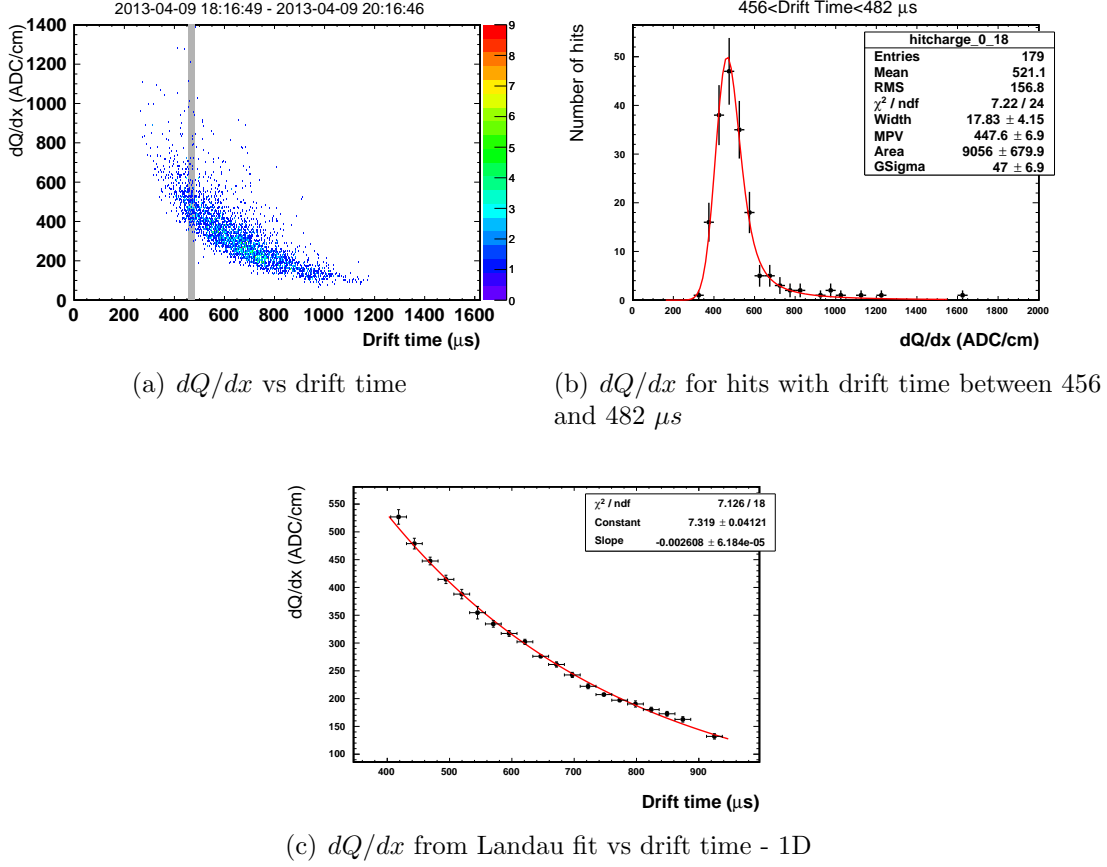 2013-04-09 18:16:49 - 2013-04-09 20:16:46
dQ/dx (ADC/cm)
1400
1200
1000
800
600
400
200
0
0 200 400 600 800 1000 1200 1400 1600
Drift time (μs)
9
8
7
6
5
4
3
2
1
0
(a) dQ/dx vs drift time
456<Drift Time<482 μs
Number of hits
50
40
30
20
10
0
0 200 400 600 800 1000 1200 1400 1600 1800 2000
dQ/dx (ADC/cm)
hitcharge_0_18
Entries 179
Mean 521.1
RMS 156.8
χ² / ndf 7.22 / 24
Width 17.83 ± 4.15
MPV 447.6 ± 6.9
Area 9056 ± 679.9
GSigma 47 ± 6.9
(b) dQ/dx for hits with drift time between 456
and 482 μs
dQ/dx (ADC/cm)
550
500
450
400
350
300
250
200
150
100
400 500 600 700 800 900
Drift time (μs)
χ² / ndf 7.126 / 18
Constant 7.319 ± 0.04121
Slope -0.002608 ± 6.184e-05
(c) dQ/dx from Landau fit vs drift time - 1D